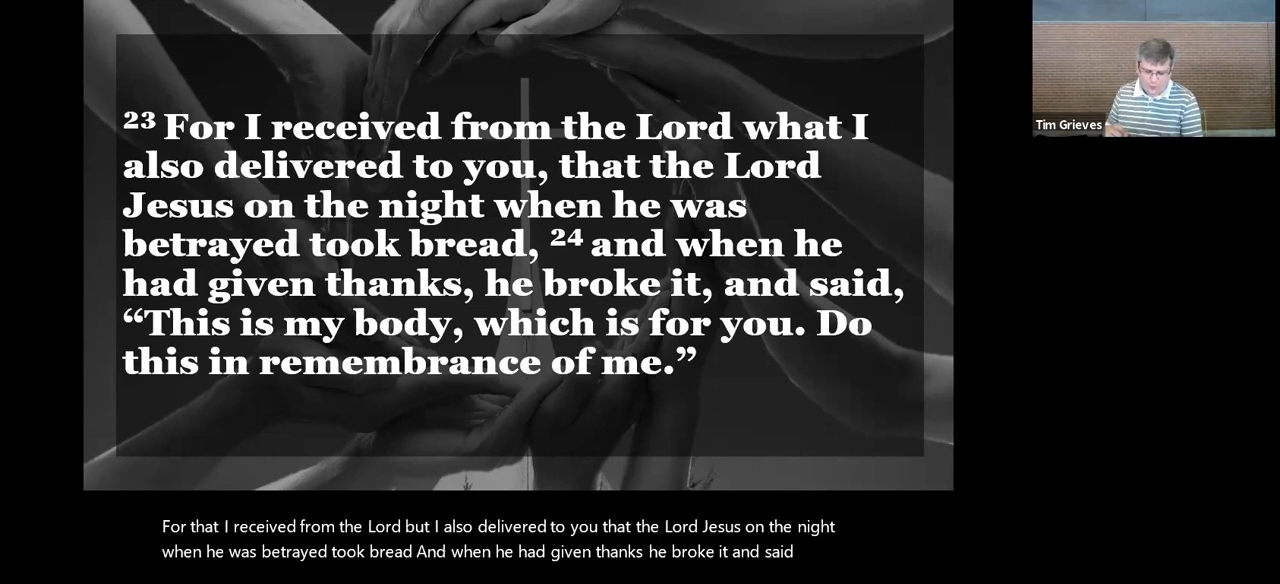 ²³ For I received from the Lord what I
also delivered to you, that the Lord
Jesus on the night when he was
betrayed took bread, ²⁴ and when he
had given thanks, he broke it, and said,
“This is my body, which is for you. Do
this in remembrance of me.”
Tim Grieves
For that I received from the Lord but I also delivered to you that the Lord Jesus on the night
when he was betrayed took bread And when he had given thanks he broke it and said